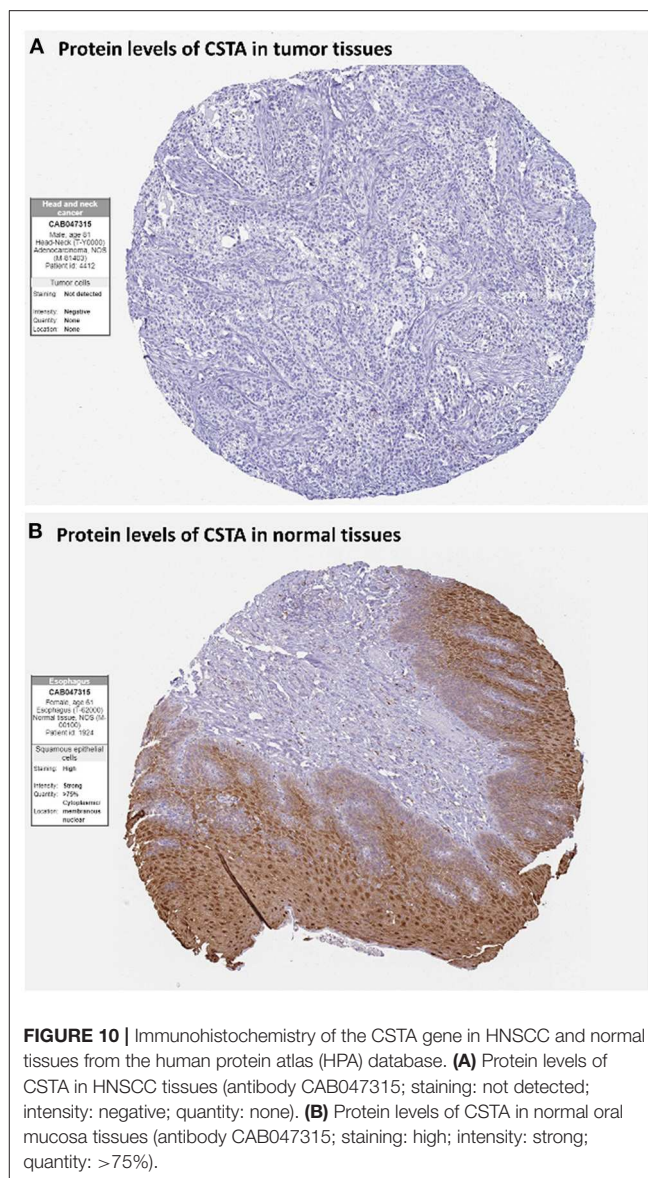 A Protein levels of CSTA in tumor tissues
Head and neck
cancer
CAB047315
Male, age 81
Head-Neck (T-Y0000)
Adenocarcinoma, NOS
(M-81403)
Patient id: 4412
Tumor cells
Staining: Not detected
Intensity: Negative
Quantity: None
Location: None
B Protein levels of CSTA in normal tissues
Esophagus
CAB047315
Female, age 61
Esophagus (T-62000)
Normal tissue, NOS (M-
00100)
Patient id: 1924
Squamous epithelial
cells
Staining: High
Intensity: Strong
Quantity: >75%
Cytoplasmic/
Location: membranous
nuclear
FIGURE 10 | Immunohistochemistry of the CSTA gene in HNSCC and normal
tissues from the human protein atlas (HPA) database. (A) Protein levels of
CSTA in HNSCC tissues (antibody CAB047315; staining: not detected;
intensity: negative; quantity: none). (B) Protein levels of CSTA in normal oral
mucosa tissues (antibody CAB047315; staining: high; intensity: strong;
quantity: >75%).